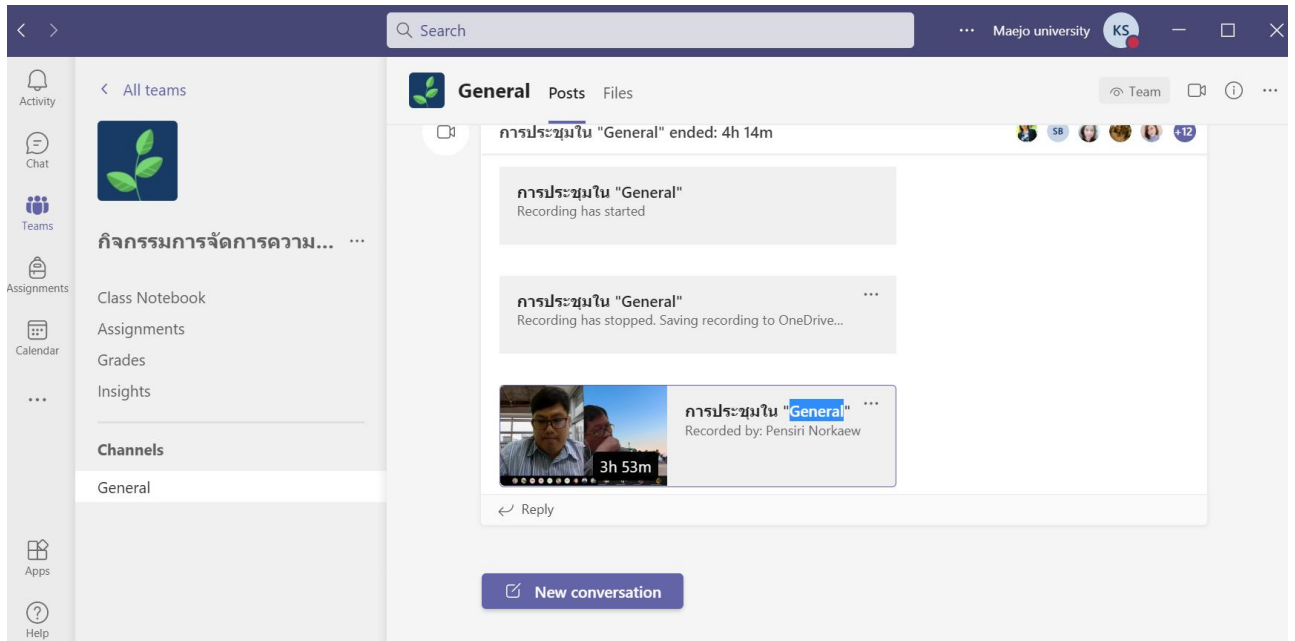 Search
Maejo university
KS
Activity
Chat
Teams
Assignments
Calendar
Apps
Help
All teams
กิจกรรมการจัดการความ...
Class Notebook
Assignments
Grades
Insights
Channels
General
General Posts Files
Team
การประชุมใน "General" ended: 4h 14m
SB
+12
การประชุมใน "General"
Recording has started
การประชุมใน "General"
Recording has stopped. Saving recording to OneDrive...
3h 53m
การประชุมใน "General"
Recorded by: Pensiri Norkaew
Reply
New conversation